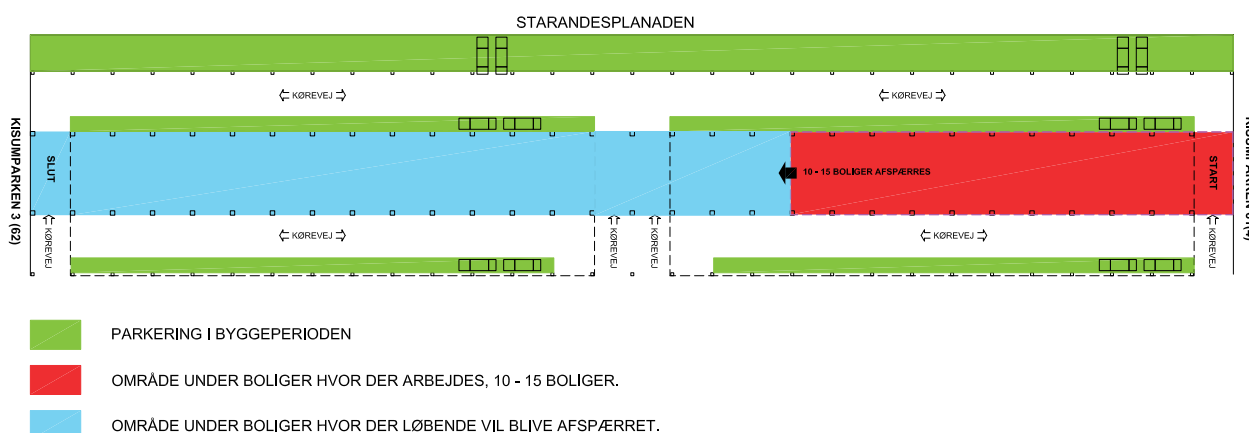 STARANDESPLANADEN
KØREVEJ
KØREVEJ
KISUMPARKEN 3 (62)
SLUT
10 - 15 BOLIGER AFSPÆRRES
START
KØREVEJ
KØREVEJ
KØREVEJ
KØREVEJ
KØREVEJ
KØREVEJ
PARKERING I BYGGEPERIODEN
OMRÅDE UNDER BOLIGER HVOR DER ARBEJDES, 10 - 15 BOLIGER.
OMRÅDE UNDER BOLIGER HVOR DER LØBENDE VIL BLIVE AFSPÆRRET.